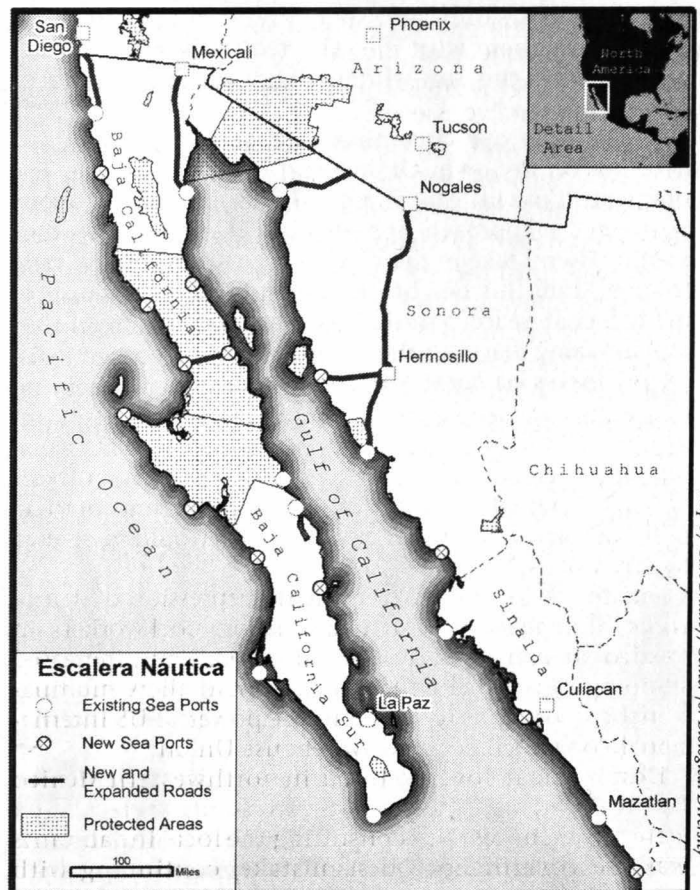 San
Diego
Mexicali
Phoenix
Arizona
North
America
Detail
Area
Tucson
Nogales
Baja California
Pacific Ocean
Sonora
Hermosillo
Gulf of California
Chihuahua
Baja California Sur
Sinaloa
La Paz
Culiacan
Mazatlan
Escalera Náutica
Existing Sea Ports
New Sea Ports
New and
Expanded Roads
Protected Areas
100
Miles